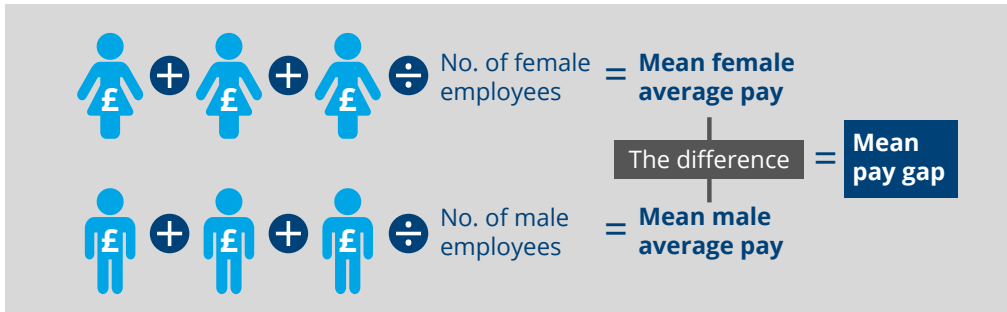 £ + £ + £ ÷ No. of female
employees
= Mean female
average pay
The difference = Mean
pay gap
£ + £ + £ ÷ No. of male
employees
= Mean male
average pay